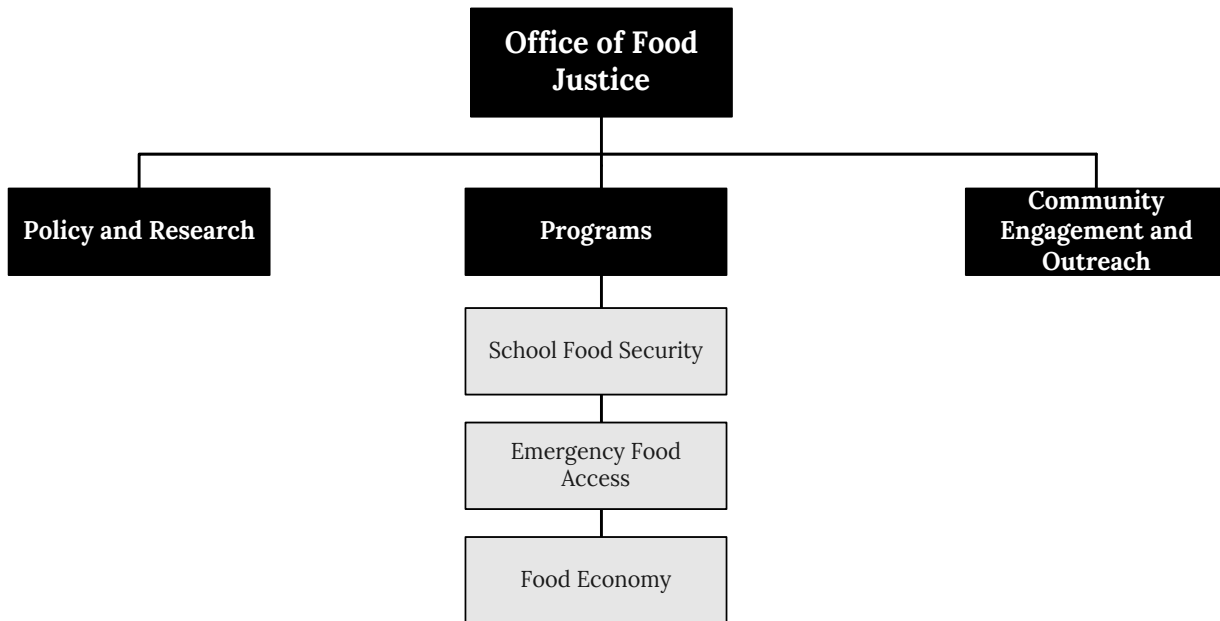 Office of Food
Justice
Policy and Research
Programs
Community
Engagement and
Outreach
School Food Security
Emergency Food
Access
Food Economy